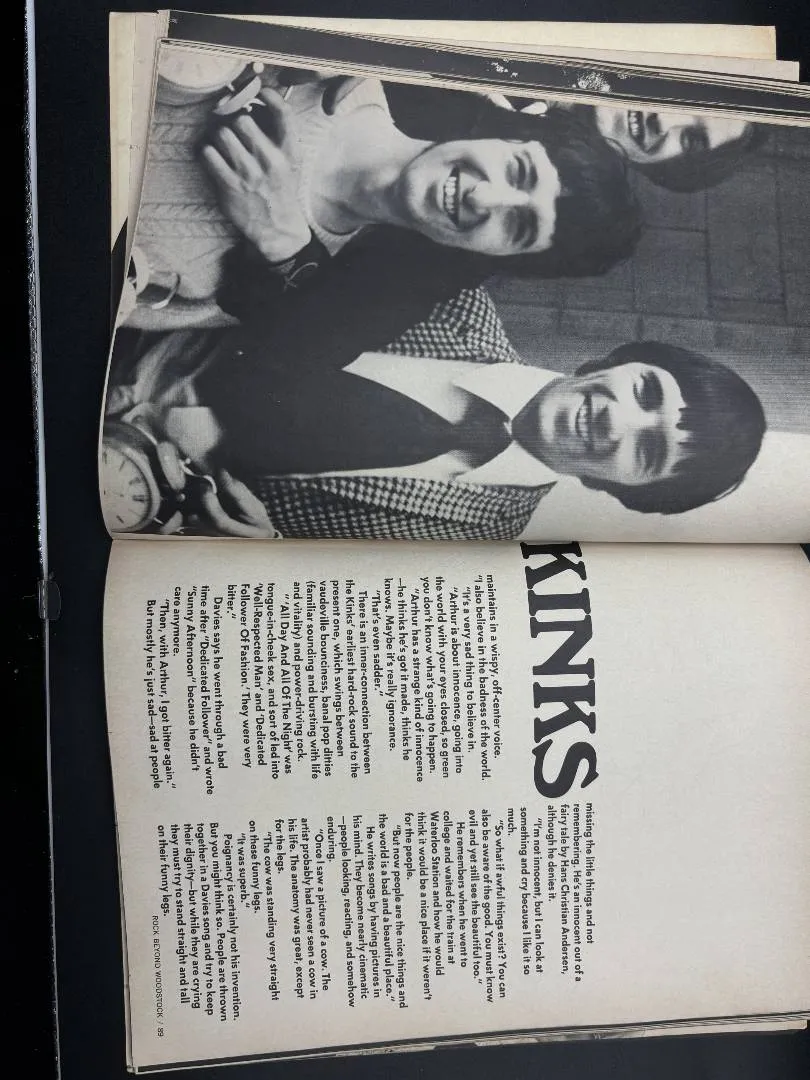 KINKS
maintains in a wispy, off-center voice.
"I also believe in the badness of the world.
"It's a very sad thing to believe in.
"Arthur is about innocence, going into
the world with your eyes closed, so green
you don't know what's going to happen.
"Arthur has a strange kind of innocence
—he thinks he's got it made, thinks he
knows. Maybe it's really ignorance.
"That's even sadder."
There is an inner-connection between
the Kinks' earliest hard-rock sound to the
present one, which swings between
vaudeville bounciness, banal pop ditties
(familiar sounding and bursting with life
and vitality) and power-driving rock.
"'All Day And All Of The Night' was
tongue-in-cheek sex, and sort of led into
'Well-Respected Man' and 'Dedicated
Follower Of Fashion.' They were very
bitter."
Davies says he went through a bad
time after "Dedicated Follower" and wrote
"Sunny Afternoon" because he didn't
care anymore.
"Then, with Arthur, I got bitter again."
But mostly he's just sad—sad at people
missing the little things and not
remembering. He's an innocent out of a
fairy tale by Hans Christian Andersen,
although he denies it.
"I'm not innocent, but I can look at
something and cry because I like it so
much.
"So what if awful things exist? You can
also be aware of the good. You must know
evil and yet still see the beautiful too."
He remembers when he went to
college and waited for the train at
Waterloo Station and how he would
think it would be a nice place if it weren't
for the people.
"But now people are the nice things and
the world is a bad and a beautiful place."
He writes songs by having pictures in
his mind. They become nearly cinematic
—people looking, reacting, and somehow
enduring.
"Once I saw a picture of a cow. The
artist probably had never seen a cow in
his life. The anatomy was great, except
for the legs.
"The cow was standing very straight
on these funny legs.
"It was superb."
Poignancy is certainly not his invention.
But you might think so. People are thrown
together in a Davies song and try to keep
their dignity—but while they are crying
they must try to stand straight and tall
on their funny legs.
ROCK BEYOND WOODSTOCK / 89